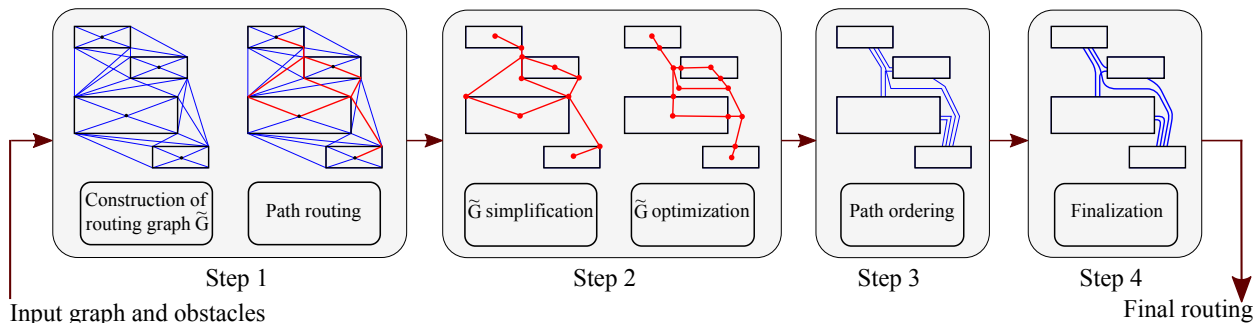 Construction of
routing graph G̃
Path routing
G̃ simplification
G̃ optimization
Path ordering
Finalization
Step 1
Step 2
Step 3
Step 4
Input graph and obstacles
Final routing